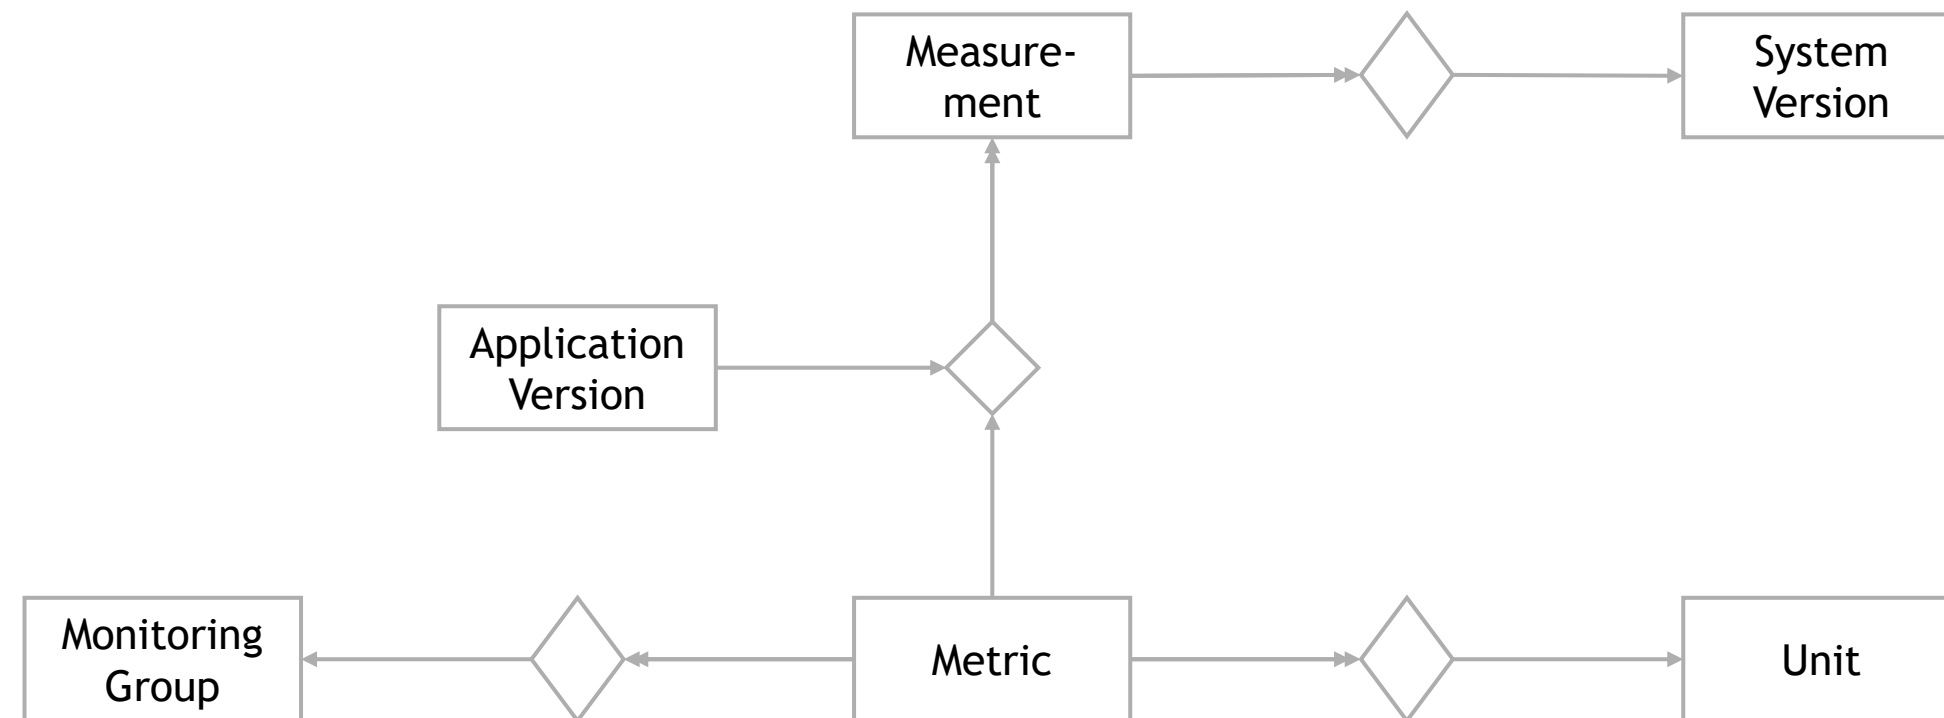 Measure-
ment
System
Version
Application
Version
Monitoring
Group
Metric
Unit